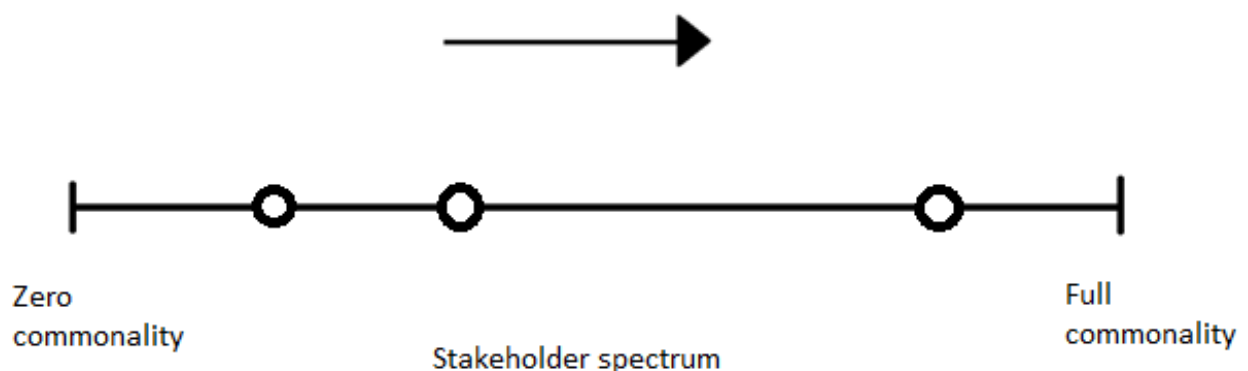 Zero
commonality
Full
commonality
Stakeholder spectrum